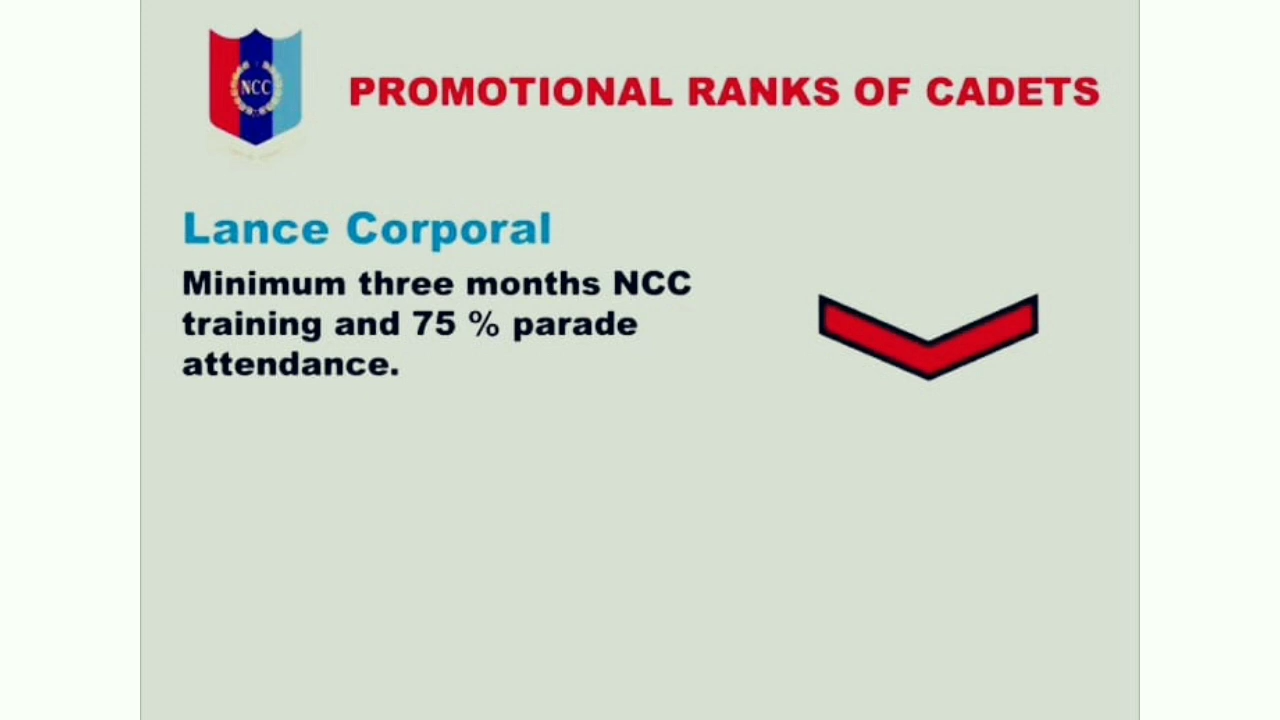 NCC
PROMOTIONAL RANKS OF CADETS
Lance Corporal
Minimum three months NCC
training and 75 % parade
attendance.